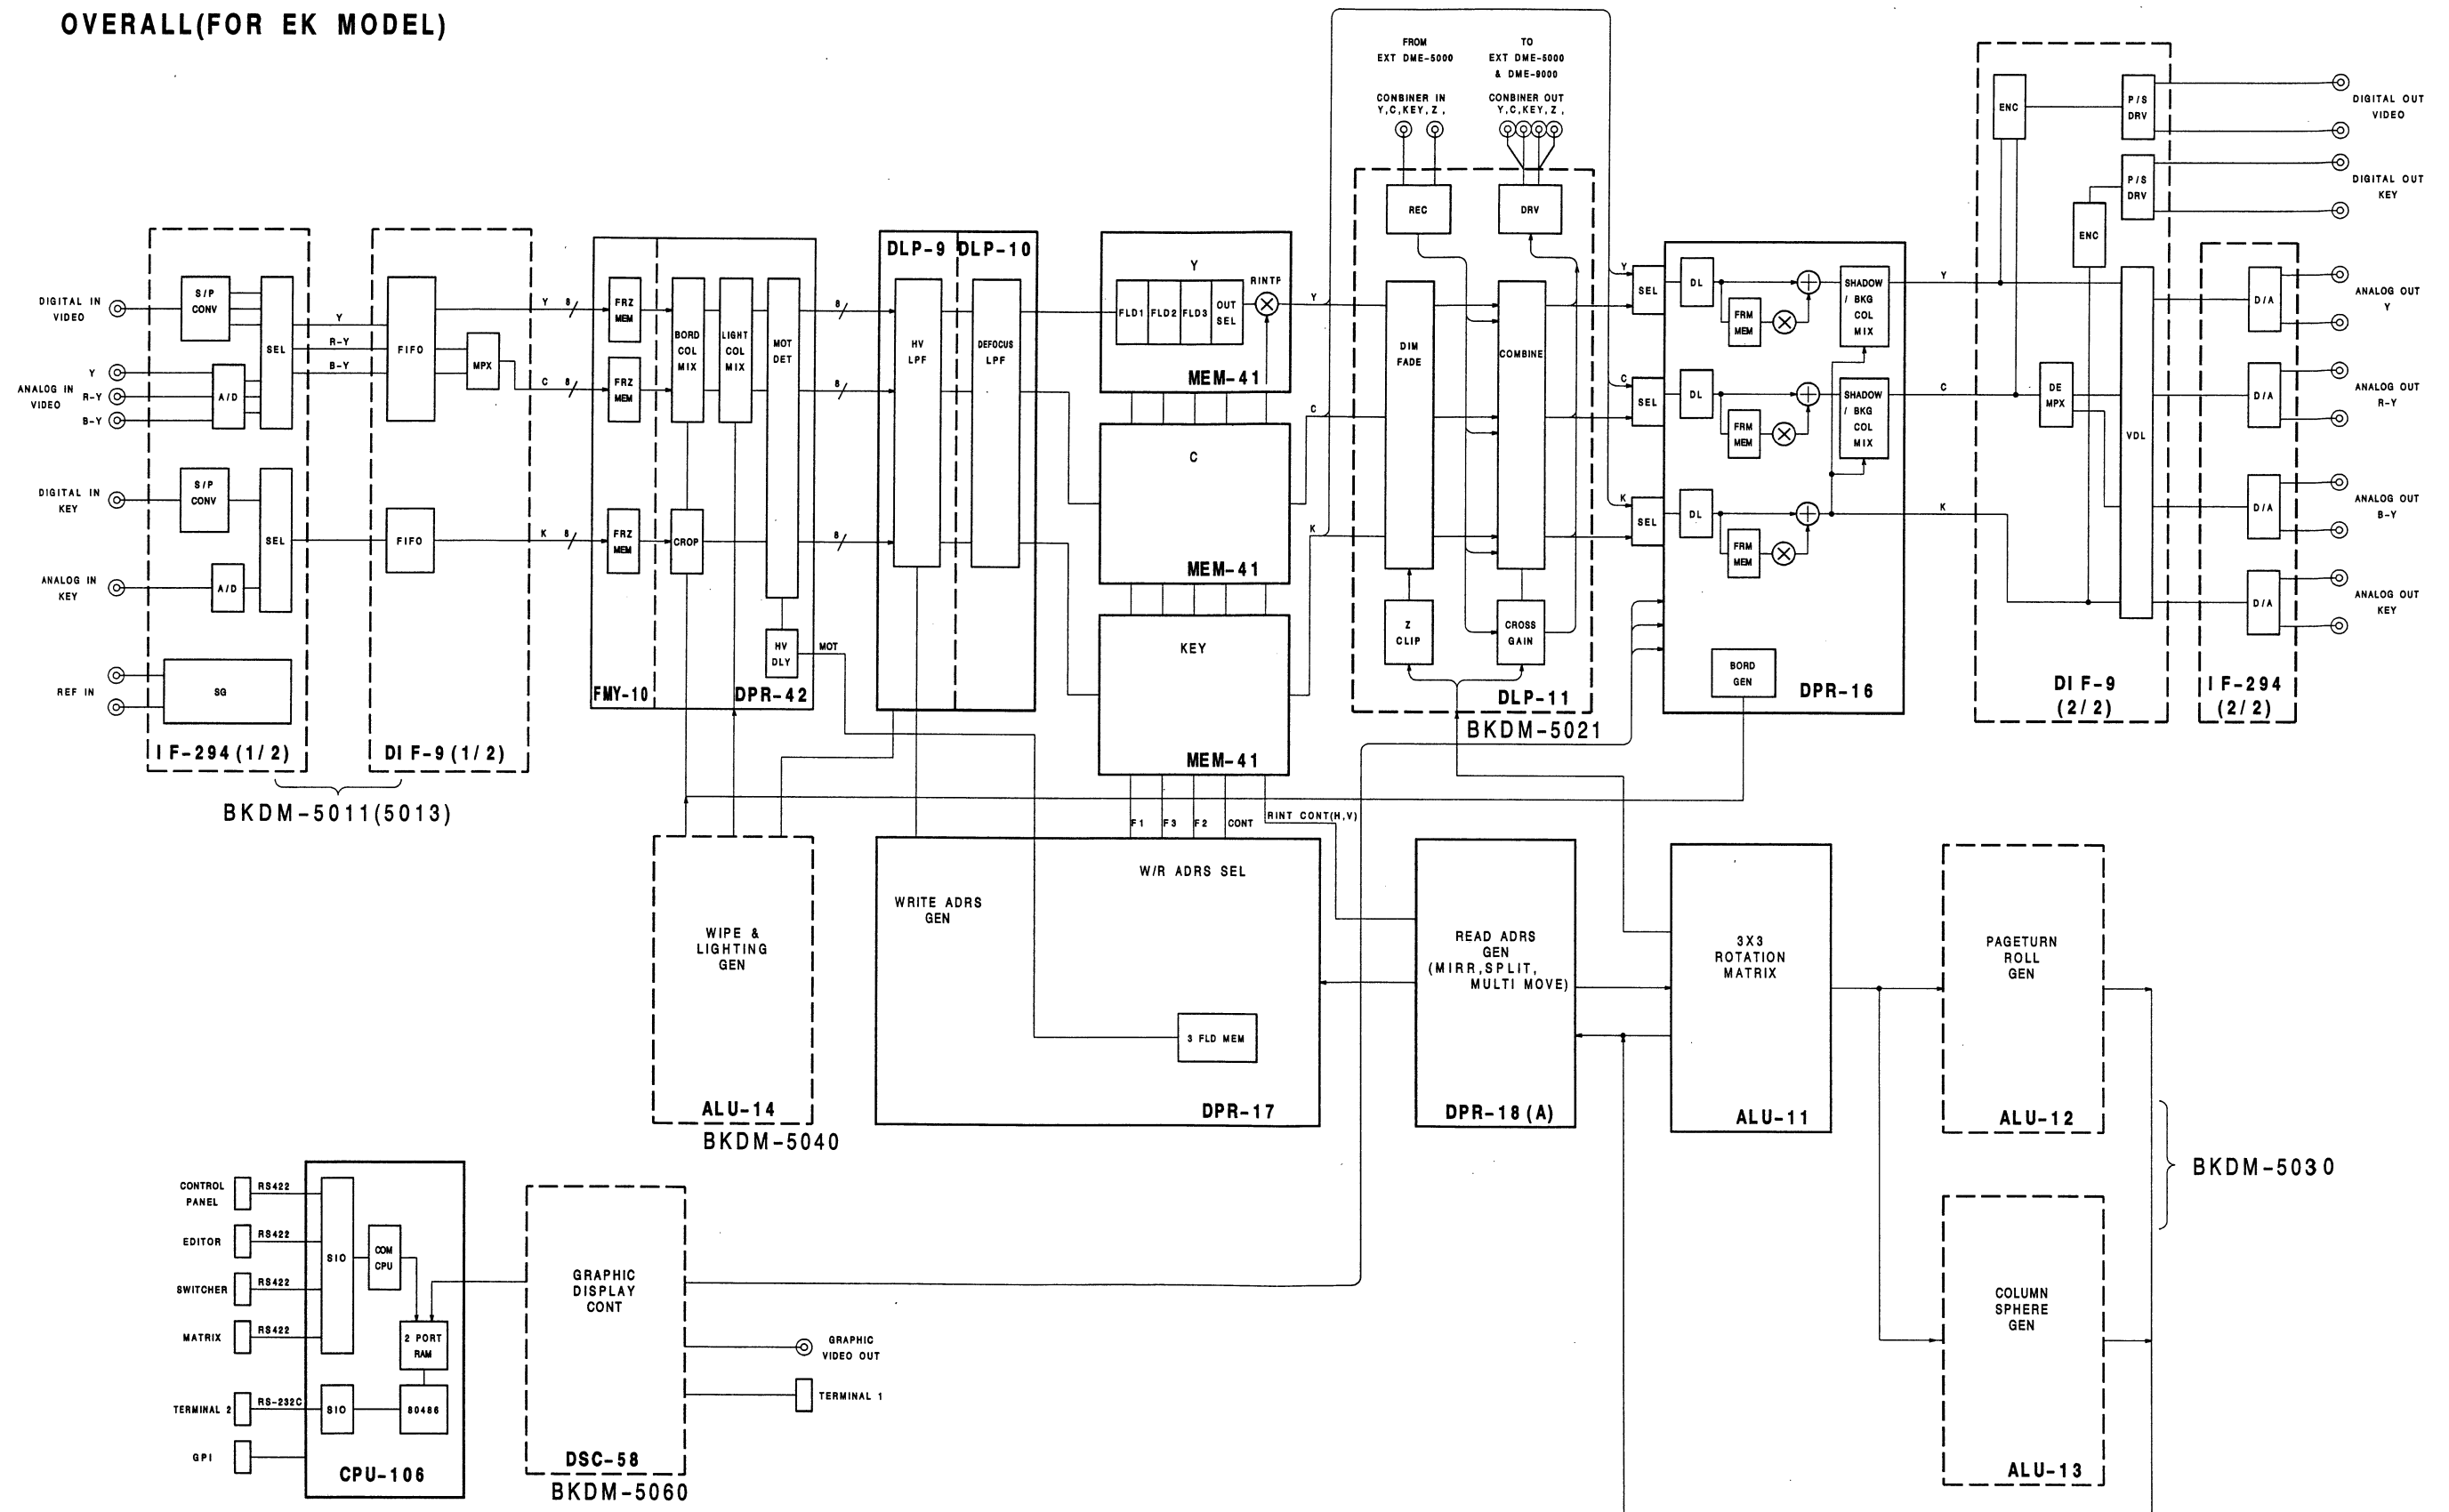 OVERALL(FOR EK MODEL)
FROM
EXT DME-5000
TO
EXT DME-5000
& DME-9000
COMBINER IN
Y,C,KEY,Z,
COMBINER OUT
Y,C,KEY,Z,
REC
DRV
DIGITAL IN
VIDEO
Y
ANALOG IN
R-Y
VIDEO
B-Y
DIGITAL IN
KEY
ANALOG IN
KEY
REF IN
S/P
CONV
A/D
SEL
S/P
CONV
A/D
SEL
SG
IF-294(1/2)
Y
R-Y
B-Y
FIFO
MPX
FIFO
DIF-9(1/2)
BKDM-5011(5013)
Y 8
C 8
K 8
FRZ
MEM
FRZ
MEM
FRZ
MEM
FMY-10
BORD
COL
MIX
LIGHT
COL
MIX
MOT
DET
CROP
HV
DLY
MOT
DPR-42
8
8
8
DLP-9
DLP-10
HV
LPF
DEFOCUS
LPF
Y
RINTP
FLD1
FLD2
FLD3
OUT
SEL
MEM-41
C
MEM-41
KEY
MEM-41
Y
C
K
DIM
FADE
COMBINE
Z
CLIP
CROSS
GAIN
DLP-11
BKDM-5021
Y
SEL
C
SEL
K
SEL
DL
FRM
MEM
SHADOW
/ BKG
COL
MIX
DL
FRM
MEM
SHADOW
/ BKG
COL
MIX
DL
FRM
MEM
BORD
GEN
DPR-16
Y
C
K
ENC
P/S
DRV
P/S
DRV
ENC
DE
MPX
VDL
DIF-9
(2/2)
D/A
D/A
D/A
D/A
IF-294
(2/2)
DIGITAL OUT
VIDEO
DIGITAL OUT
KEY
ANALOG OUT
Y
ANALOG OUT
R-Y
ANALOG OUT
B-Y
ANALOG OUT
KEY
F1
F3
F2
CONT
RINT CONT(H,V)
WIPE &
LIGHTING
GEN
ALU-14
BKDM-5040
W/R ADRS SEL
WRITE ADRS
GEN
3 FLD MEM
DPR-17
READ ADRS
GEN
(MIRR,SPLIT,
MULTI MOVE)
DPR-18(A)
3X3
ROTATION
MATRIX
ALU-11
PAGETURN
ROLL
GEN
ALU-12
BKDM-5030
COLUMN
SPHERE
GEN
ALU-13
CONTROL
PANEL
RS422
EDITOR
RS422
SWITCHER
RS422
MATRIX
RS422
TERMINAL 2
RS-232C
GPI
SIO
COM
CPU
2 PORT
RAM
SIO
80486
CPU-106
GRAPHIC
DISPLAY
CONT
DSC-58
BKDM-5060
GRAPHIC
VIDEO OUT
TERMINAL 1